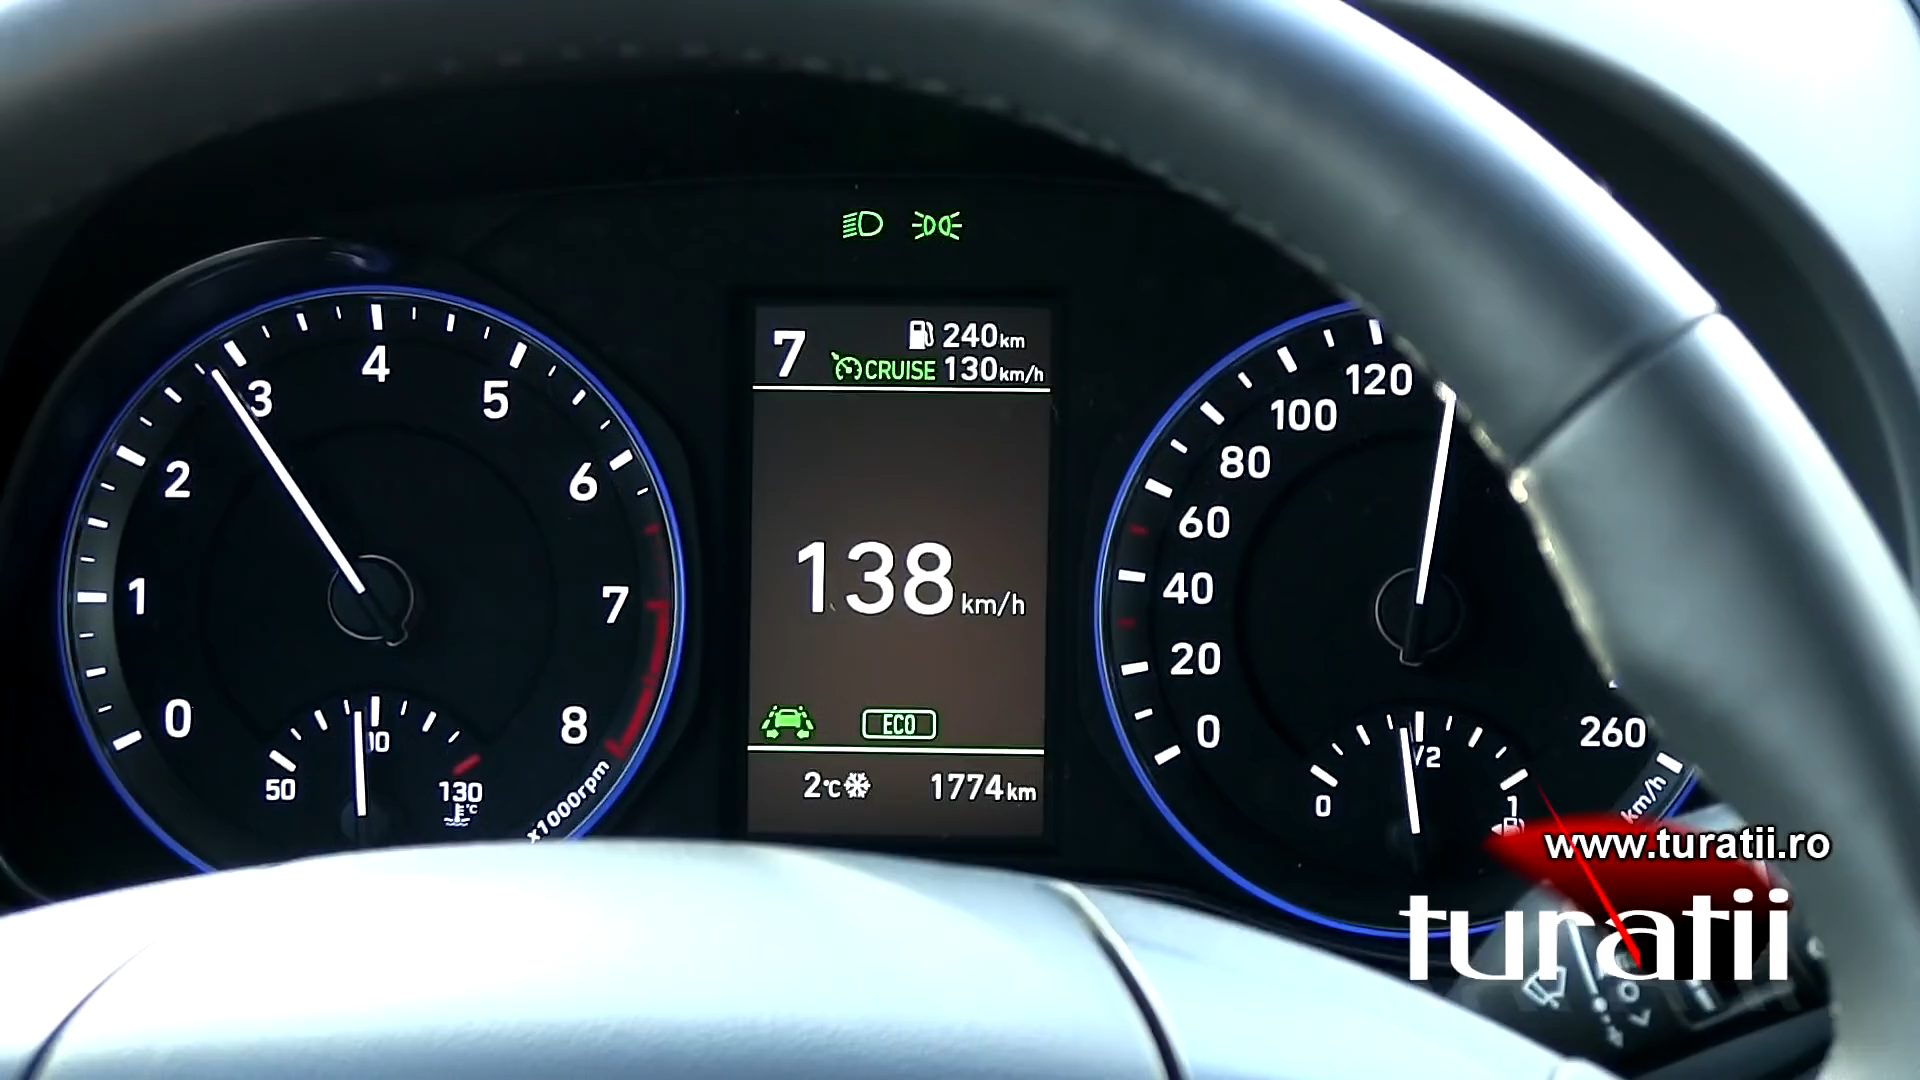 7
240km
CRUISE 130km/h
138km/h
ECO
2°C
1774km
0
1
2
3
4
5
6
7
8
x1000rpm
50
130
°C
0
20
40
60
80
100
120
260
km/h
0
1/2
1
www.turatii.ro
turatii